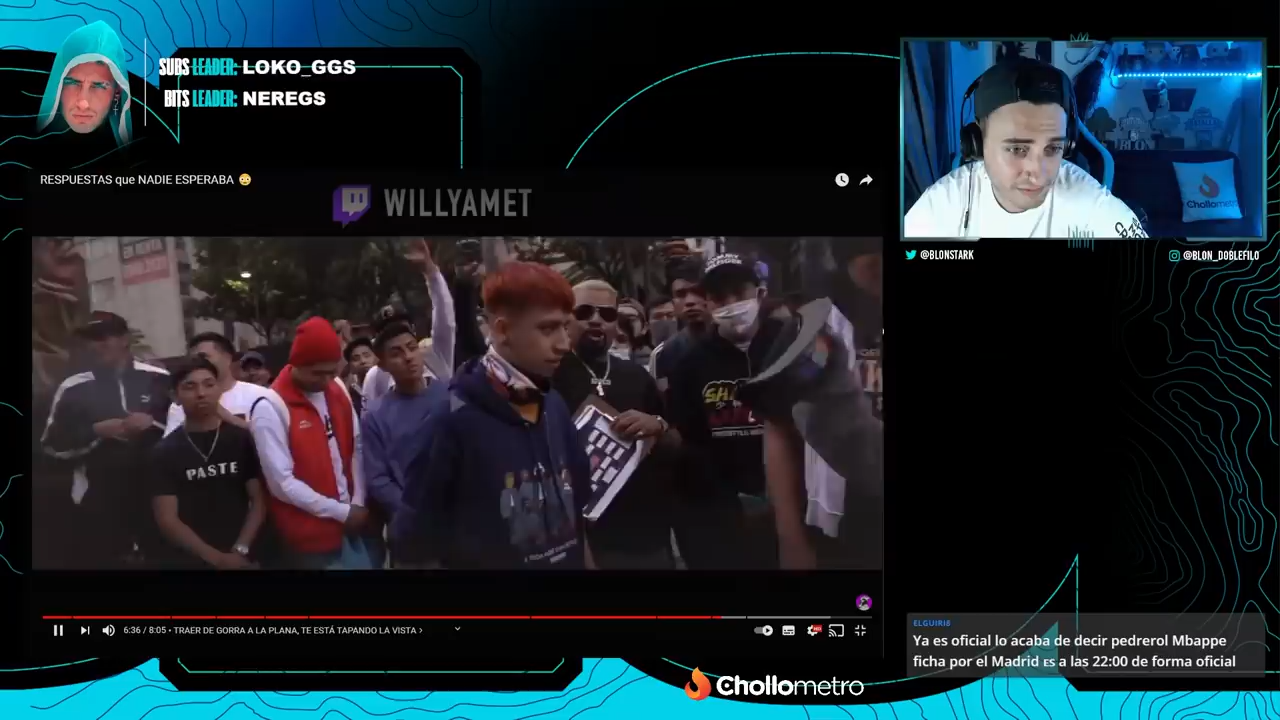 SUBS LEADER: LOKO_GGS
BITS LEADER: NEREGS
RESPUESTAS que NADIE ESPERABA 😳
WILLYAMET
PASTE
Chollometro
@BLONSTARK
@BLON_DOBLEFILO
6:36 / 8:05 • TRAER DE GORRA A LA PLANA, TE ESTÁ TAPANDO LA VISTA ›
ELGUIRI8
Ya es oficial lo acaba de decir pedrerol Mbappe
ficha por el Madrid ES a las 22:00 de forma oficial
Chollometro